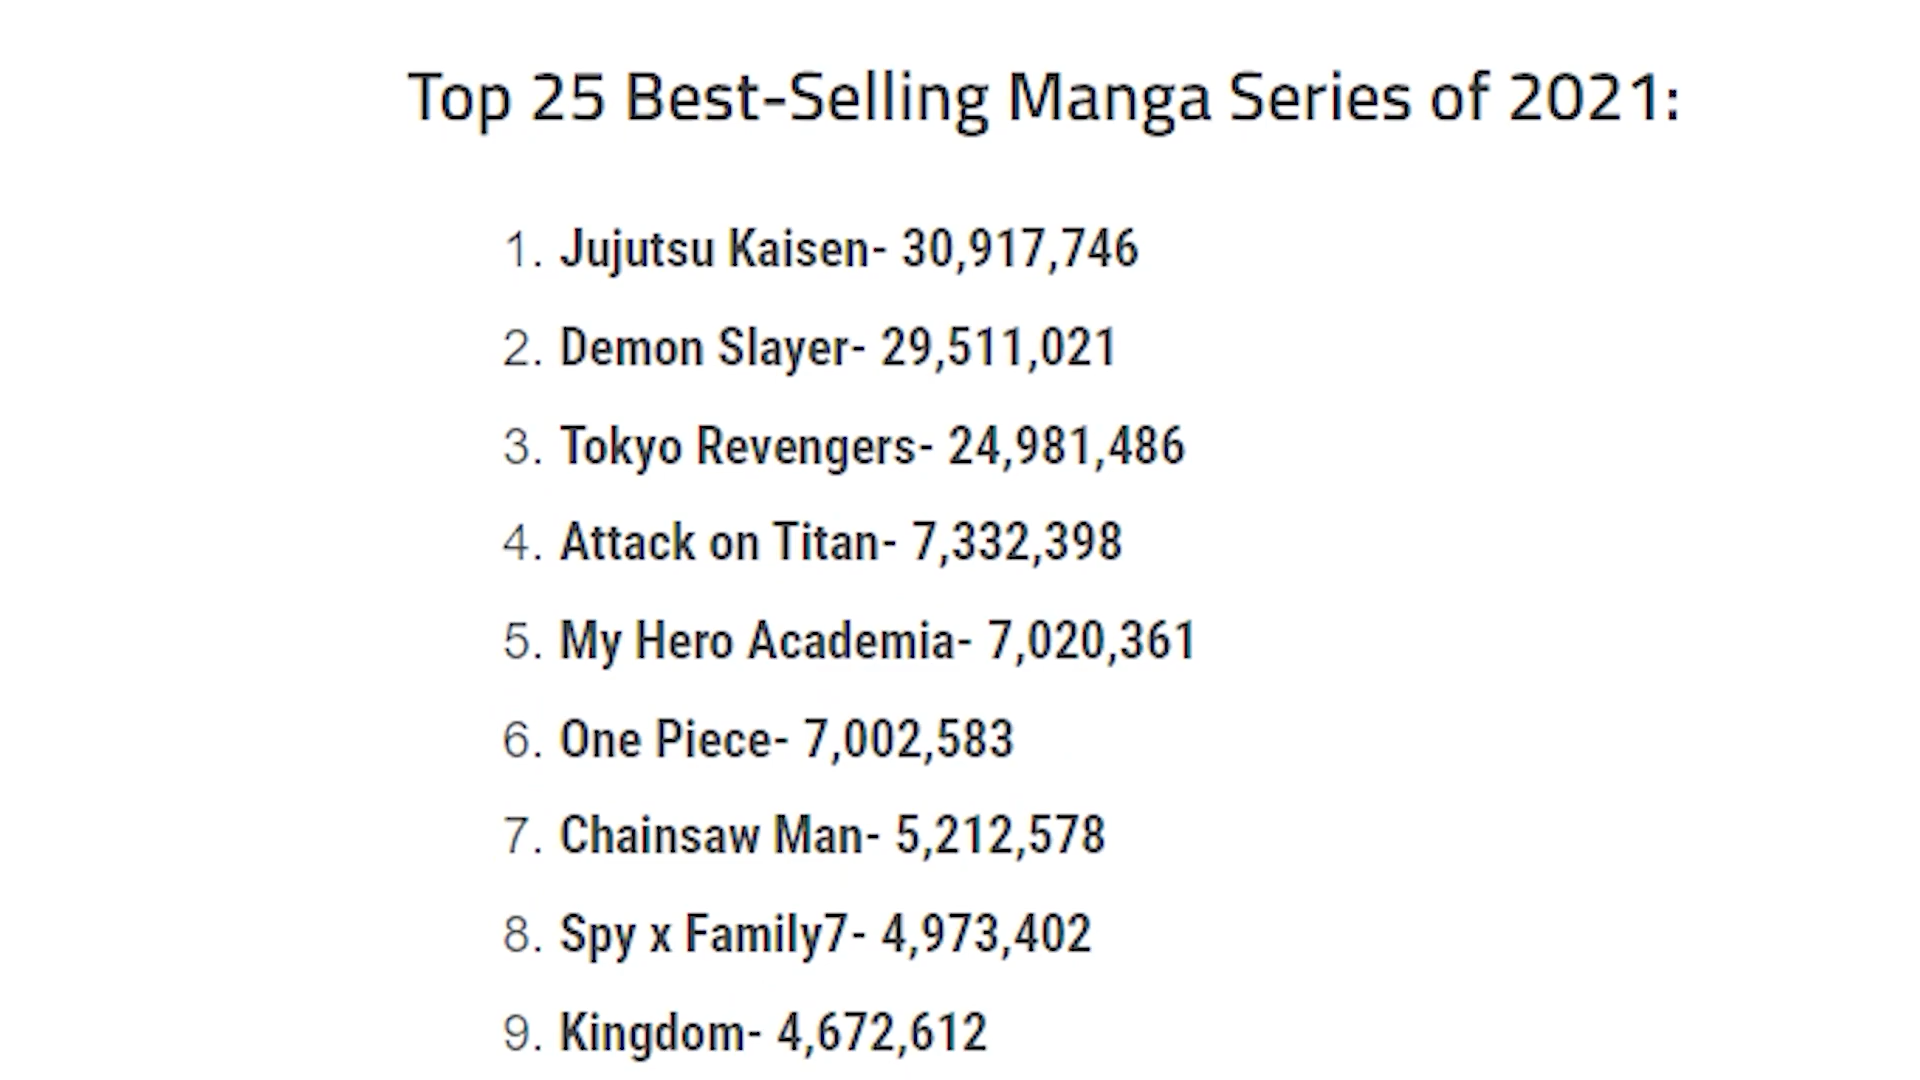 Top 25 Best-Selling Manga Series of 2021:
1. Jujutsu Kaisen- 30,917,746
2. Demon Slayer- 29,511,021
3. Tokyo Revengers- 24,981,486
4. Attack on Titan- 7,332,398
5. My Hero Academia- 7,020,361
6. One Piece- 7,002,583
7. Chainsaw Man- 5,212,578
8. Spy x Family7- 4,973,402
9. Kingdom- 4,672,612